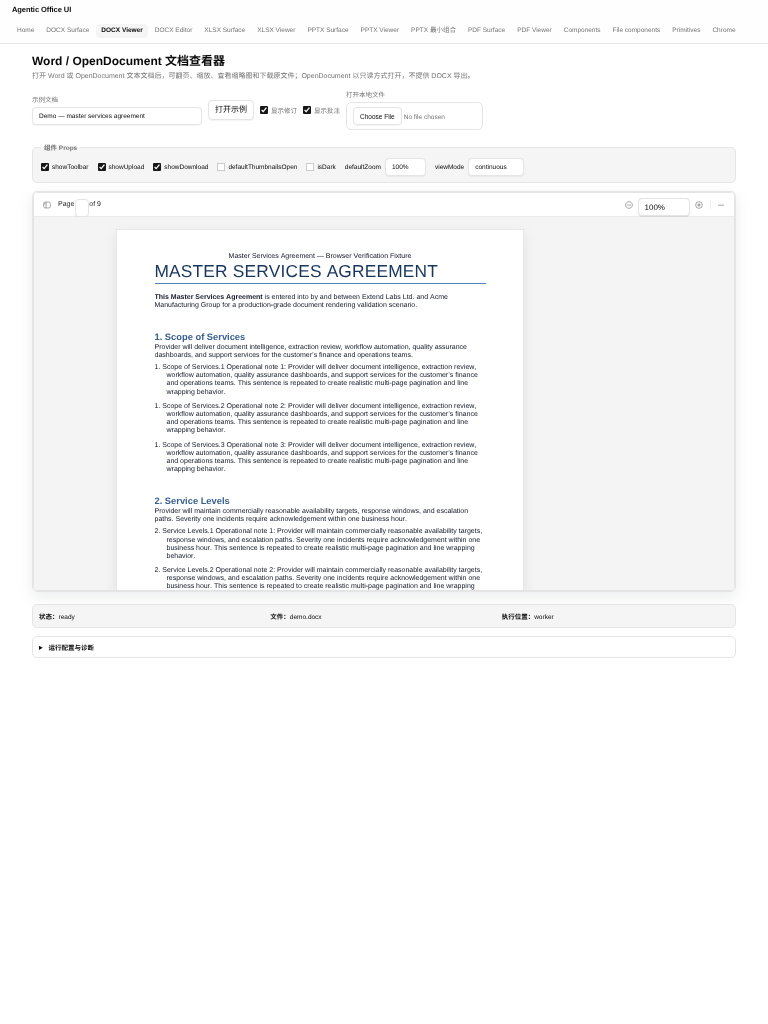 Agentic Office UI
Home DOCX Surface DOCX Viewer DOCX Editor XLSX Surface XLSX Viewer PPTX Surface PPTX Viewer PPTX 最小组合 PDF Surface PDF Viewer Components File components Primitives Chrome
Word / OpenDocument 文档查看器
打开 Word 或 OpenDocument 文本文档后，可翻页、缩放、查看缩略图和下载原文件；OpenDocument 以只读方式打开，不提供 DOCX 导出。
示例文档
Demo — master services agreement
打开示例
显示修订
显示批注
打开本地文件
Choose File No file chosen
组件 Props
showToolbar showUpload showDownload defaultThumbnailsOpen isDark defaultZoom 100% viewMode continuous
Page of 9
100%
Master Services Agreement — Browser Verification Fixture
MASTER SERVICES AGREEMENT
This Master Services Agreement is entered into by and between Extend Labs Ltd. and Acme
Manufacturing Group for a production-grade document rendering validation scenario.
1. Scope of Services
Provider will deliver document intelligence, extraction review, workflow automation, quality assurance
dashboards, and support services for the customer's finance and operations teams.
1. Scope of Services.1 Operational note 1: Provider will deliver document intelligence, extraction review,
workflow automation, quality assurance dashboards, and support services for the customer's finance
and operations teams. This sentence is repeated to create realistic multi-page pagination and line
wrapping behavior.
1. Scope of Services.2 Operational note 2: Provider will deliver document intelligence, extraction review,
workflow automation, quality assurance dashboards, and support services for the customer's finance
and operations teams. This sentence is repeated to create realistic multi-page pagination and line
wrapping behavior.
1. Scope of Services.3 Operational note 3: Provider will deliver document intelligence, extraction review,
workflow automation, quality assurance dashboards, and support services for the customer's finance
and operations teams. This sentence is repeated to create realistic multi-page pagination and line
wrapping behavior.
2. Service Levels
Provider will maintain commercially reasonable availability targets, response windows, and escalation
paths. Severity one incidents require acknowledgement within one business hour.
2. Service Levels.1 Operational note 1: Provider will maintain commercially reasonable availability targets,
response windows, and escalation paths. Severity one incidents require acknowledgement within one
business hour. This sentence is repeated to create realistic multi-page pagination and line wrapping
behavior.
2. Service Levels.2 Operational note 2: Provider will maintain commercially reasonable availability targets,
response windows, and escalation paths. Severity one incidents require acknowledgement within one
business hour. This sentence is repeated to create realistic multi-page pagination and line wrapping
状态: ready
文件: demo.docx
执行位置: worker
运行配置与诊断